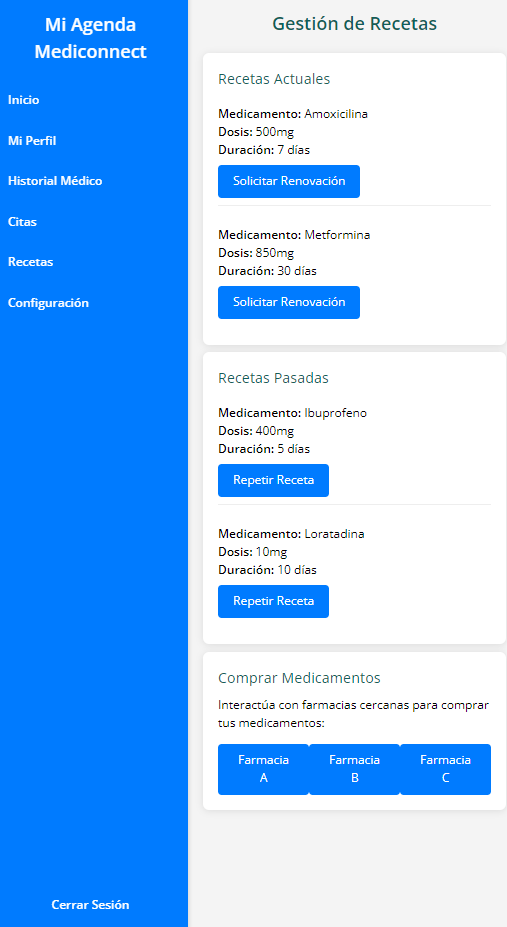 Mi Agenda
Mediconnect
Inicio
Mi Perfil
Historial Médico
Citas
Recetas
Configuración
Cerrar Sesión
Gestión de Recetas
Recetas Actuales
Medicamento: Amoxicilina
Dosis: 500mg
Duración: 7 días
Solicitar Renovación
Medicamento: Metformina
Dosis: 850mg
Duración: 30 días
Solicitar Renovación
Recetas Pasadas
Medicamento: Ibuprofeno
Dosis: 400mg
Duración: 5 días
Repetir Receta
Medicamento: Loratadina
Dosis: 10mg
Duración: 10 días
Repetir Receta
Comprar Medicamentos
Interactúa con farmacias cercanas para comprar
tus medicamentos:
Farmacia
A
Farmacia
B
Farmacia
C